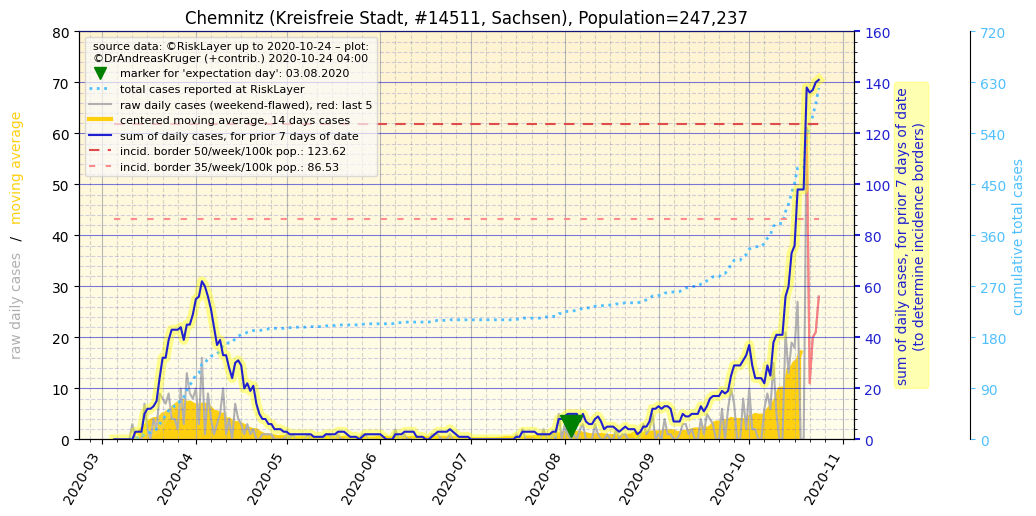 Chemnitz (Kreisfreie Stadt, #14511, Sachsen), Population=247,237
source data: ©RiskLayer up to 2020-10-24 – plot:
©DrAndreasKruger (+contrib.) 2020-10-24 04:00
marker for 'expectation day': 03.08.2020
total cases reported at RiskLayer
raw daily cases (weekend-flawed), red: last 5
centered moving average, 14 days cases
sum of daily cases, for prior 7 days of date
incid. border 50/week/100k pop.: 123.62
incid. border 35/week/100k pop.: 86.53
raw daily cases / moving average
80
70
60
50
40
30
20
10
0
160
140
120
100
80
60
40
20
0
sum of daily cases, for prior 7 days of date
(to determine incidence borders)
720
630
540
450
360
270
180
90
0
cumulative total cases
2020-03
2020-04
2020-05
2020-06
2020-07
2020-08
2020-09
2020-10
2020-11